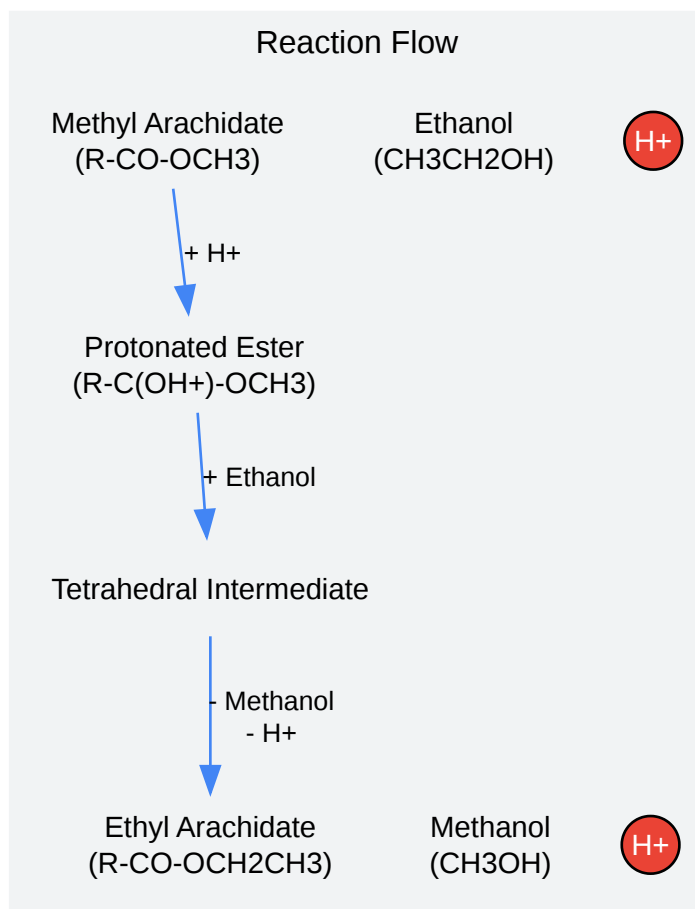 Reaction Flow
Methyl Arachidate
(R-CO-OCH3)
Ethanol
(CH3CH2OH)
H+
+ H+
Protonated Ester
(R-C(OH+)-OCH3)
+ Ethanol
Tetrahedral Intermediate
- Methanol
- H+
Ethyl Arachidate
(R-CO-OCH2CH3)
Methanol
(CH3OH)
H+